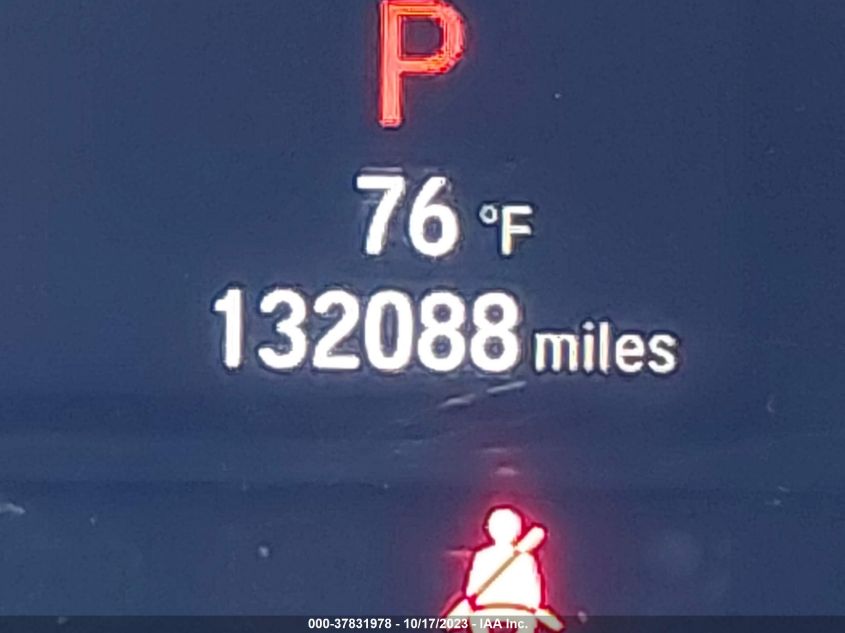 P
76 °F
132088 miles
000-37831978 - 10/17/2023 - IAA Inc.